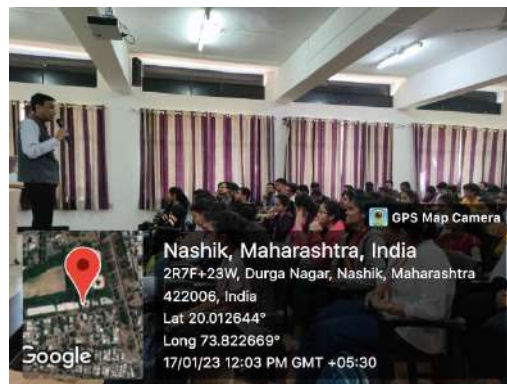 GPS Map Camera
Nashik, Maharashtra, India
2R7F+23W, Durga Nagar, Nashik, Maharashtra
422006, India
Lat 20.012644°
Long 73.822669°
17/01/23 12:03 PM GMT +05:30
Google